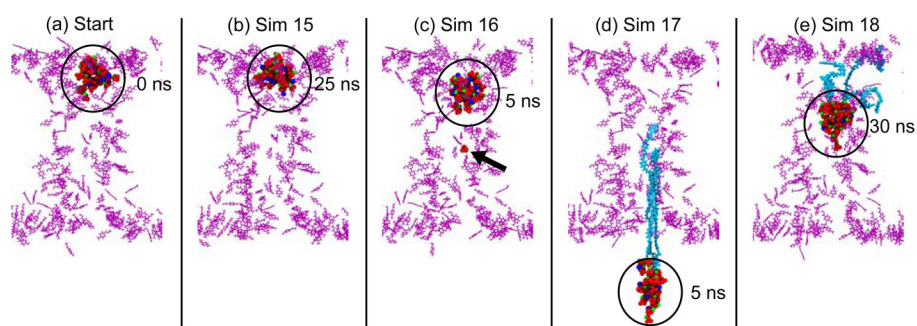 (a) Start
0 ns
(b) Sim 15
25 ns
(c) Sim 16
5 ns
(d) Sim 17
5 ns
(e) Sim 18
30 ns